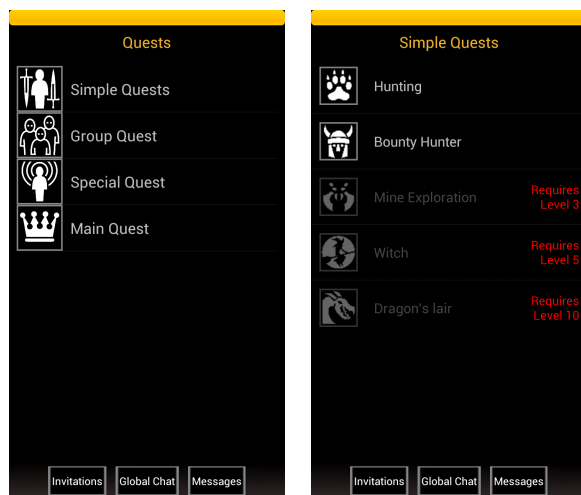 Quests
Simple Quests
Group Quest
Special Quest
Main Quest
Invitations
Global Chat
Messages
Simple Quests
Hunting
Bounty Hunter
Mine Exploration
Requires
Level 3
Witch
Requires
Level 5
Dragon's lair
Requires
Level 10
Invitations
Global Chat
Messages